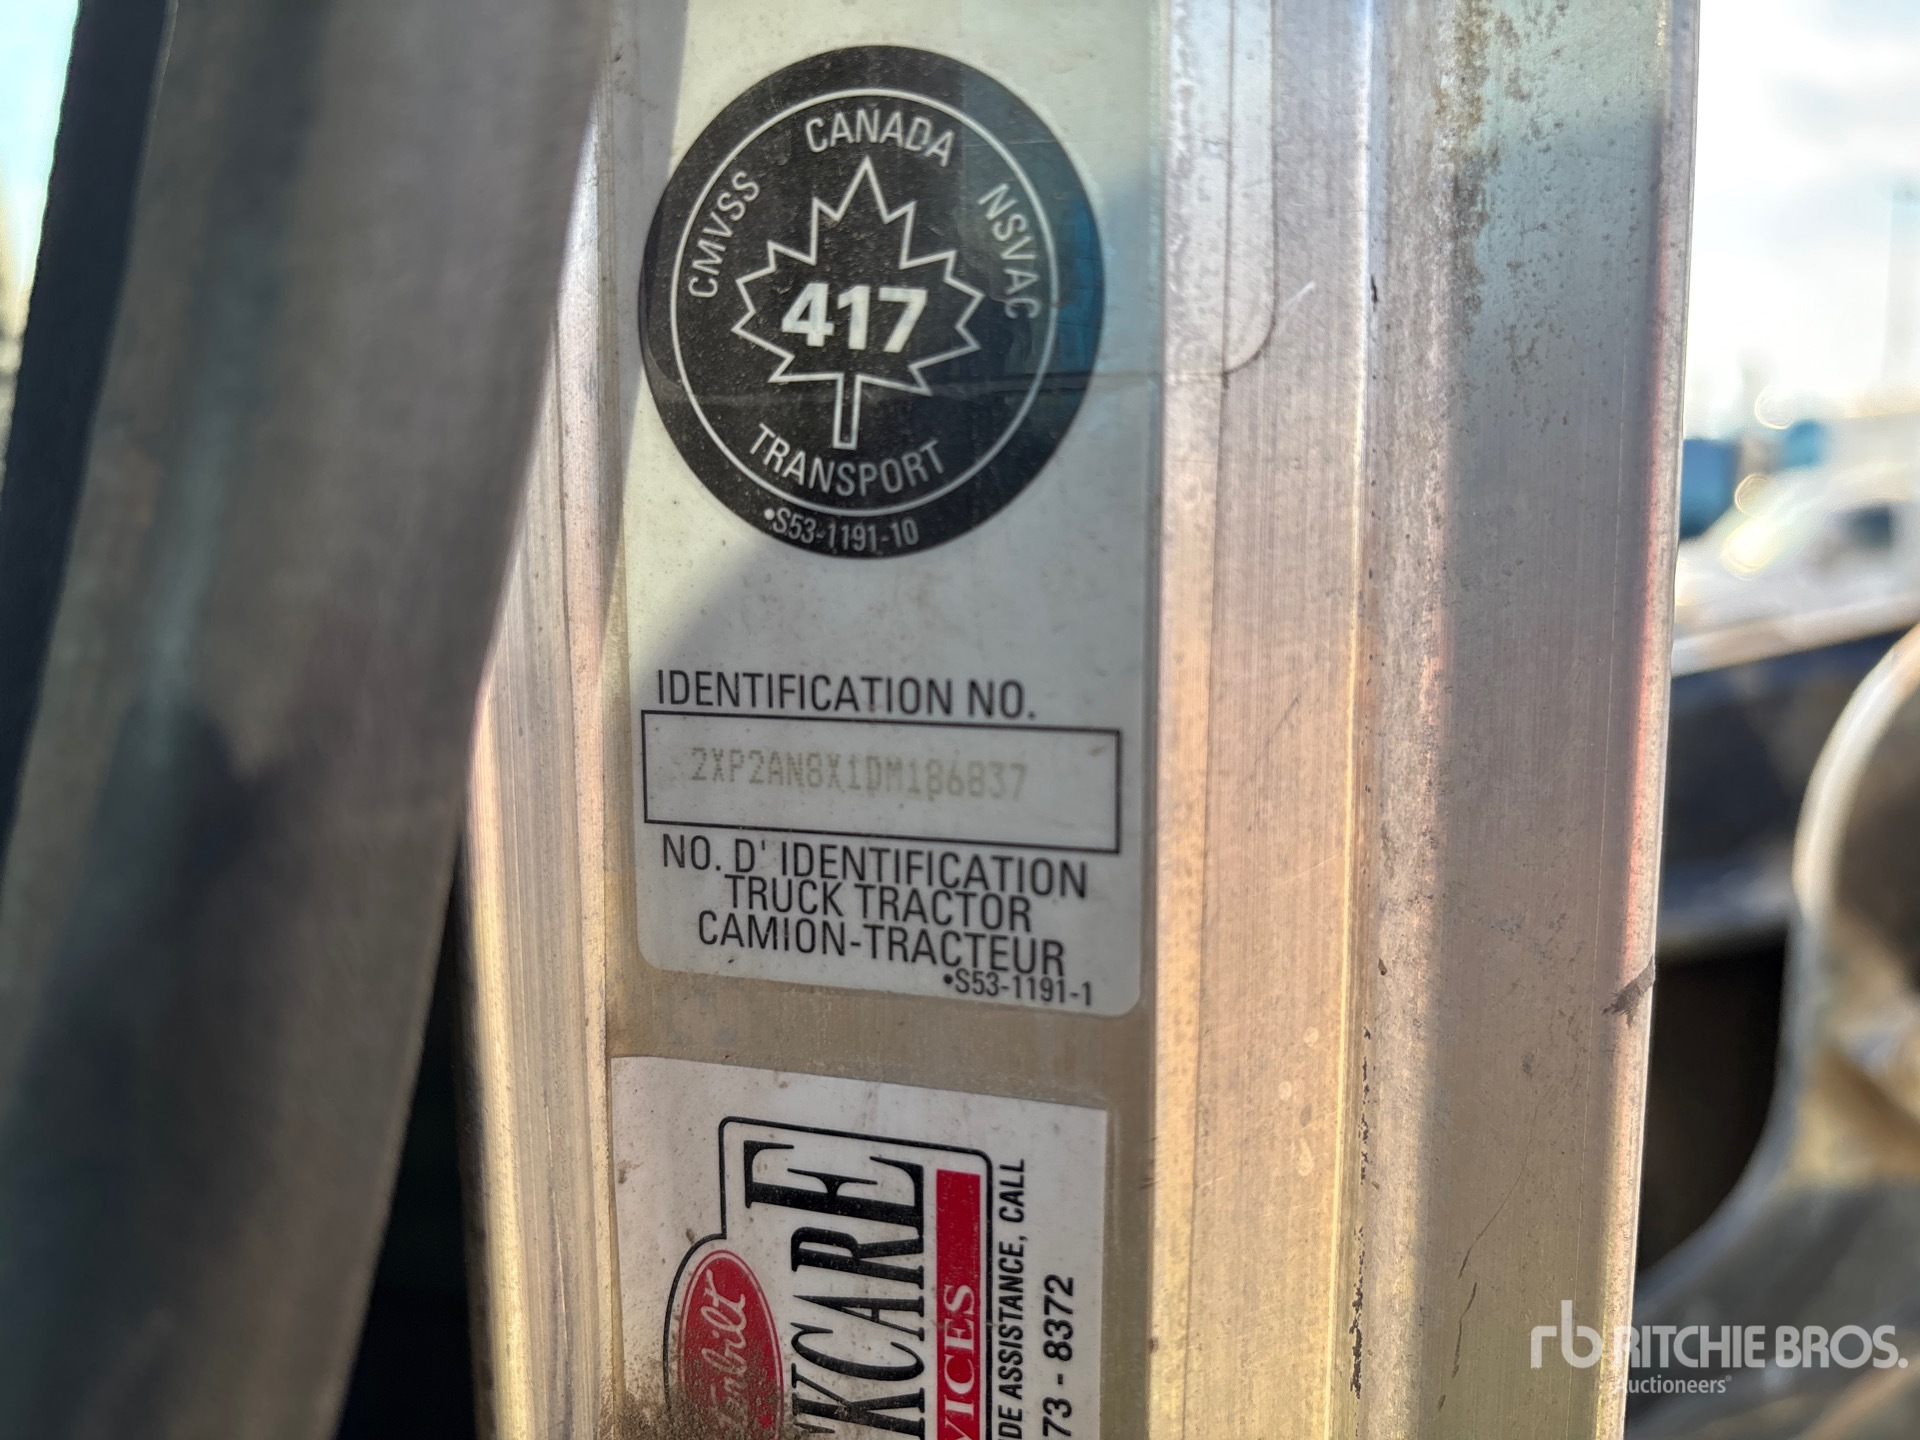 CANADA
CMVSS
NSVAC
417
TRANSPORT
•S53-1191-10
IDENTIFICATION NO.
2XP2AN8X1DM186837
NO. D' IDENTIFICATION
TRUCK TRACTOR
CAMION-TRACTEUR
•S53-1191-1
KCARE
VICES
DE ASSISTANCE, CALL
73 - 8372
rb RITCHIE BROS.
Auctioneers